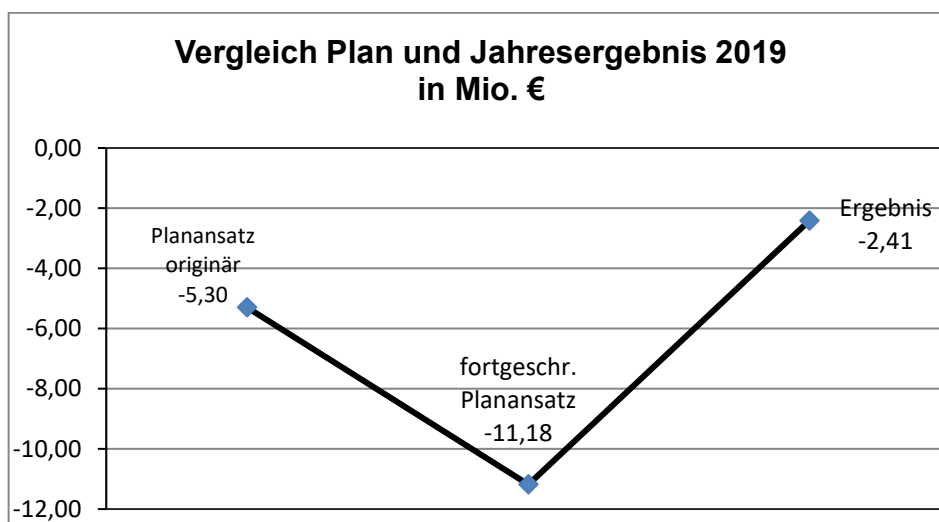 Vergleich Plan und Jahresergebnis 2019
in Mio. €
0,00
-2,00
-4,00
-6,00
-8,00
-10,00
-12,00
Planansatz
originär
-5,30
fortgeschr.
Planansatz
-11,18
Ergebnis
-2,41